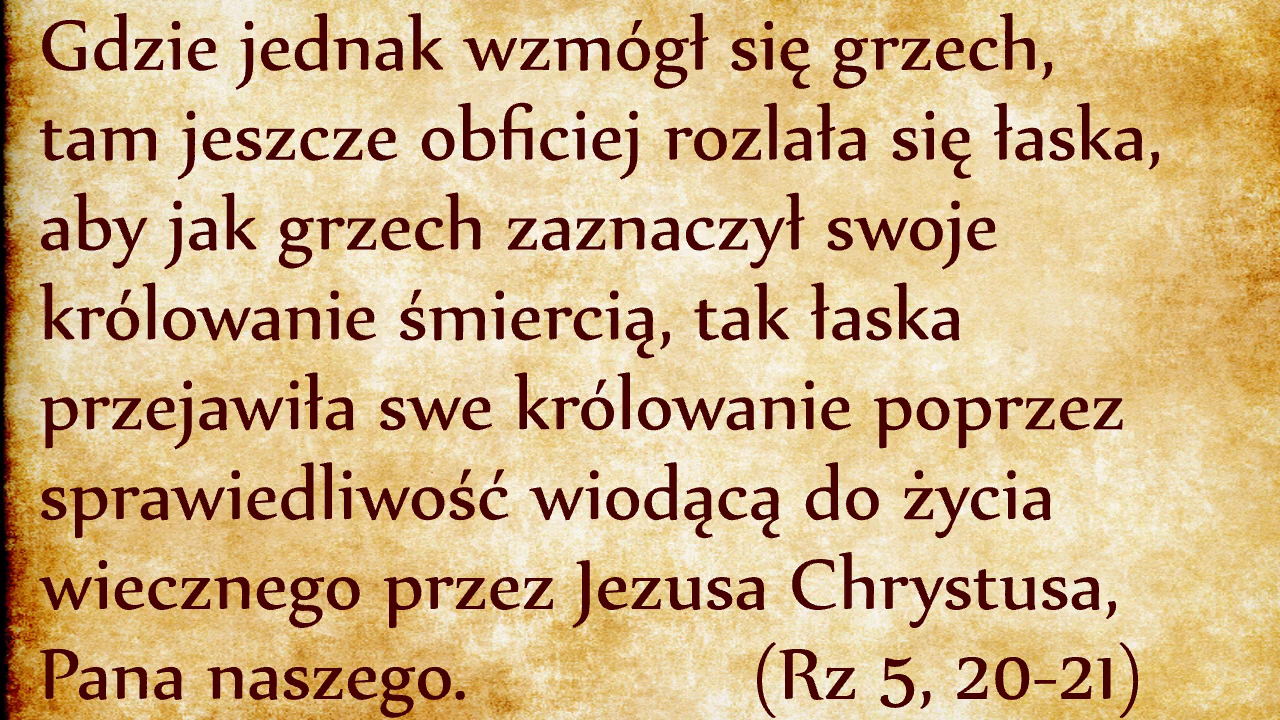 Gdzie jednak wzmógł się grzech,
tam jeszcze obficiej rozlała się łaska,
aby jak grzech zaznaczył swoje
królowanie śmiercią, tak łaska
przejawiła swe królowanie poprzez
sprawiedliwość wiodącą do życia
wiecznego przez Jezusa Chrystusa,
Pana naszego. (Rz 5, 20-21)